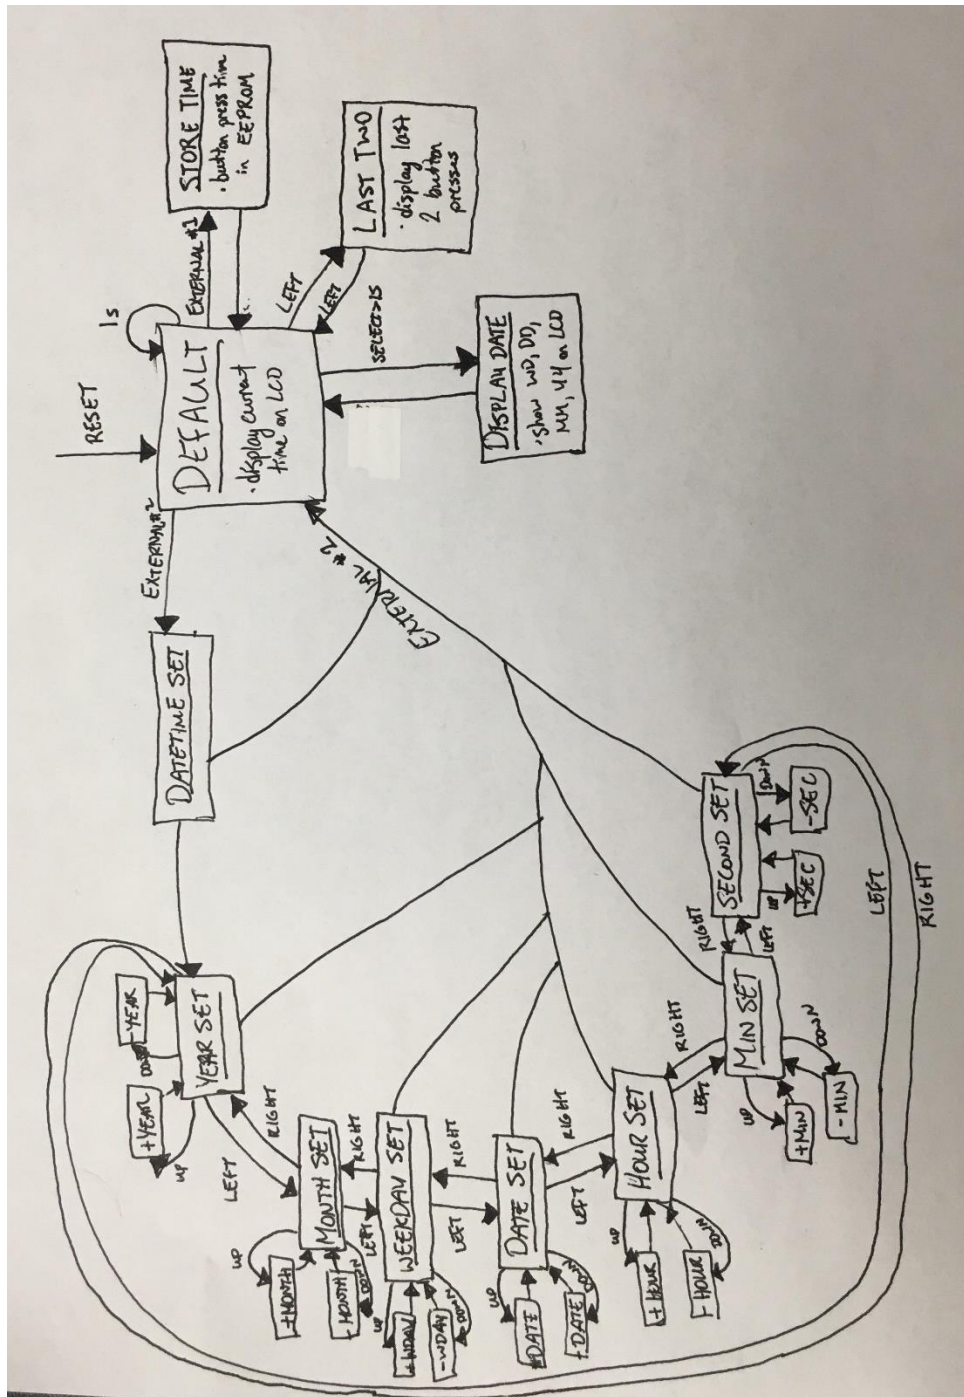 RESET
1s
DEFAULT
· display current
time on LCD
EXTERNAL #1
STORE TIME
· button press time
in EEPROM
LEFT
LEFT
LAST TWO
· display last
2 button
presses
SELECT>1S
DISPLAY DATE
· show WD, DD,
MM, YY on LCD
EXTERNAL #2
DATETIME SET
EXTERNAL #2
YEAR SET
+YEAR
UP
-YEAR
DOWN
LEFT
RIGHT
MONTH SET
UP
+MONTH
DOWN
LEFT
RIGHT
WEEKDAY SET
UP
+WDAY
-WDAY
DOWN
LEFT
RIGHT
DATE SET
UP
DOWN
LEFT
RIGHT
HOUR SET
UP
+HOUR
- HOUR
DOWN
LEFT
RIGHT
MIN SET
UP
+MIN
-MIN
DOWN
LEFT
RIGHT
SECOND SET
UP
+SEC
DOWN
-SEC
LEFT
RIGHT